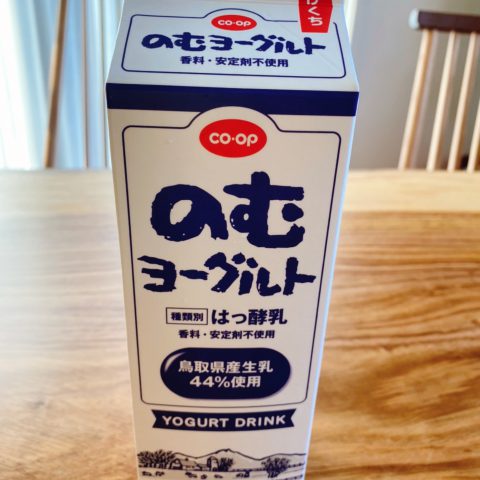 co·op
のむヨーグルト
香料・安定剤不使用
co·op
のむ
ヨーグルト
種類別 はっ酵乳
香料・安定剤不使用
鳥取県産生乳
44%使用
YOGURT DRINK